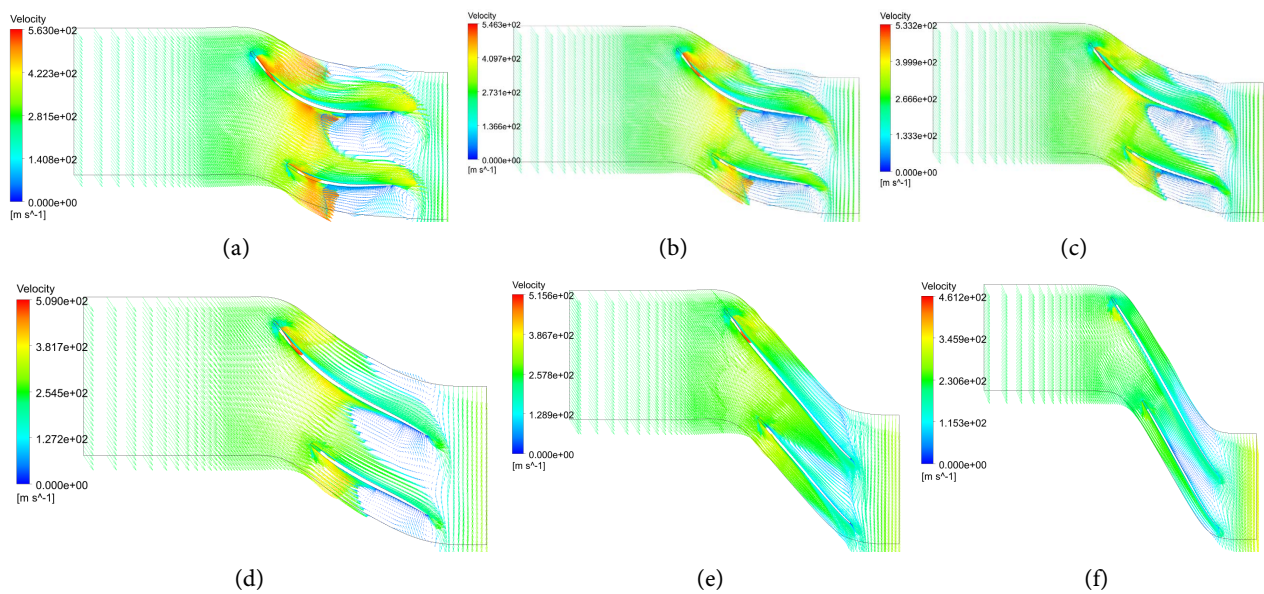 Velocity
5.630e+02
4.223e+02
2.815e+02
1.408e+02
0.000e+00
[m s^-1]
(a)
Velocity
5.463e+02
4.097e+02
2.731e+02
1.366e+02
0.000e+00
[m s^-1]
(b)
Velocity
5.332e+02
3.999e+02
2.666e+02
1.333e+02
0.000e+00
[m s^-1]
(c)
Velocity
5.090e+02
3.817e+02
2.545e+02
1.272e+02
0.000e+00
[m s^-1]
(d)
Velocity
5.156e+02
3.867e+02
2.578e+02
1.289e+02
0.000e+00
[m s^-1]
(e)
Velocity
4.612e+02
3.459e+02
2.306e+02
1.153e+02
0.000e+00
[m s^-1]
(f)